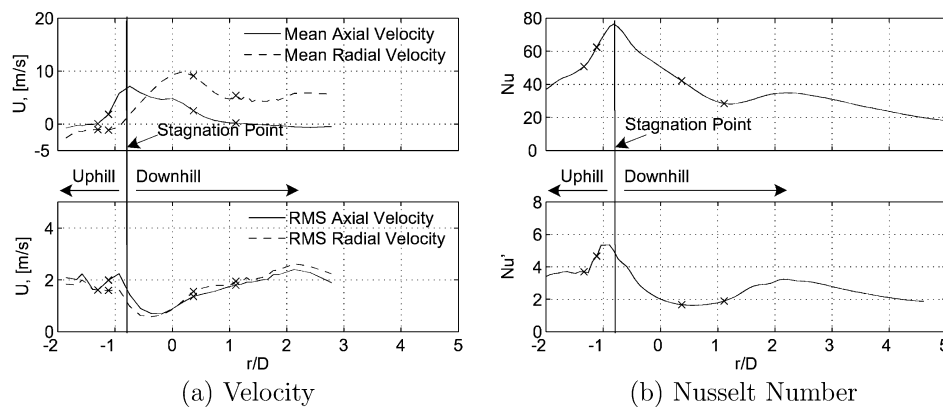 20
15
10
5
0
-5
U, [m/s]
Mean Axial Velocity
Mean Radial Velocity
Stagnation Point
Uphill
Downhill
4
2
0
U, [m/s]
RMS Axial Velocity
RMS Radial Velocity
-2 -1 0 1 2 3 4 5
r/D
(a) Velocity
80
60
40
20
0
Nu
Stagnation Point
Uphill
Downhill
8
6
4
2
0
Nu'
-2 -1 0 1 2 3 4 5
r/D
(b) Nusselt Number